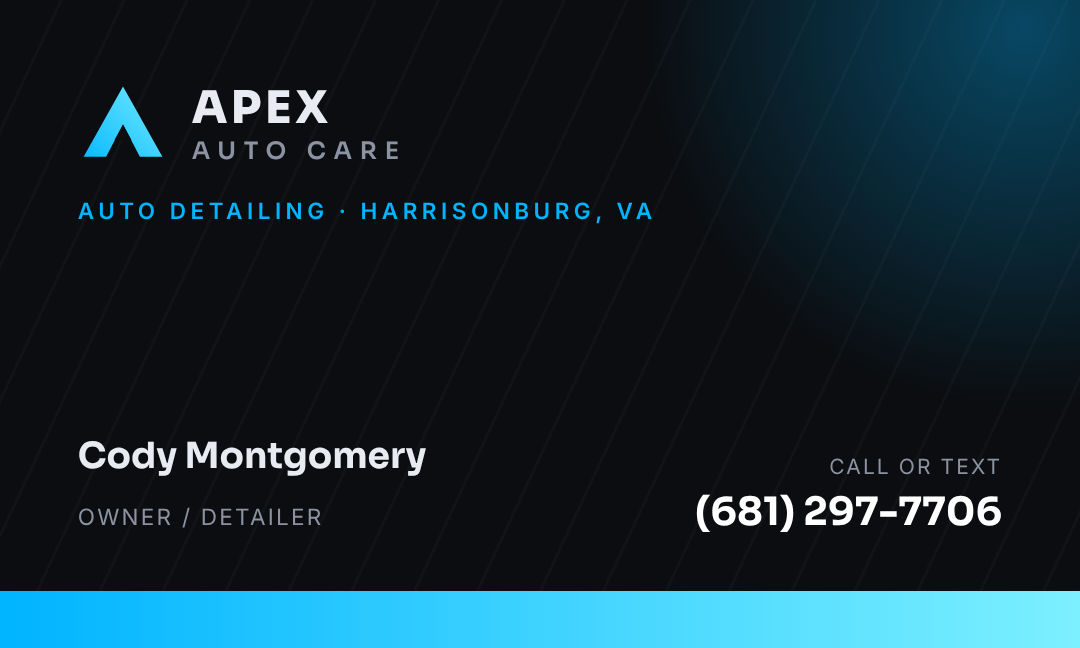 APEX
AUTO CARE
AUTO DETAILING · HARRISONBURG, VA
Cody Montgomery
OWNER / DETAILER
CALL OR TEXT
(681) 297-7706